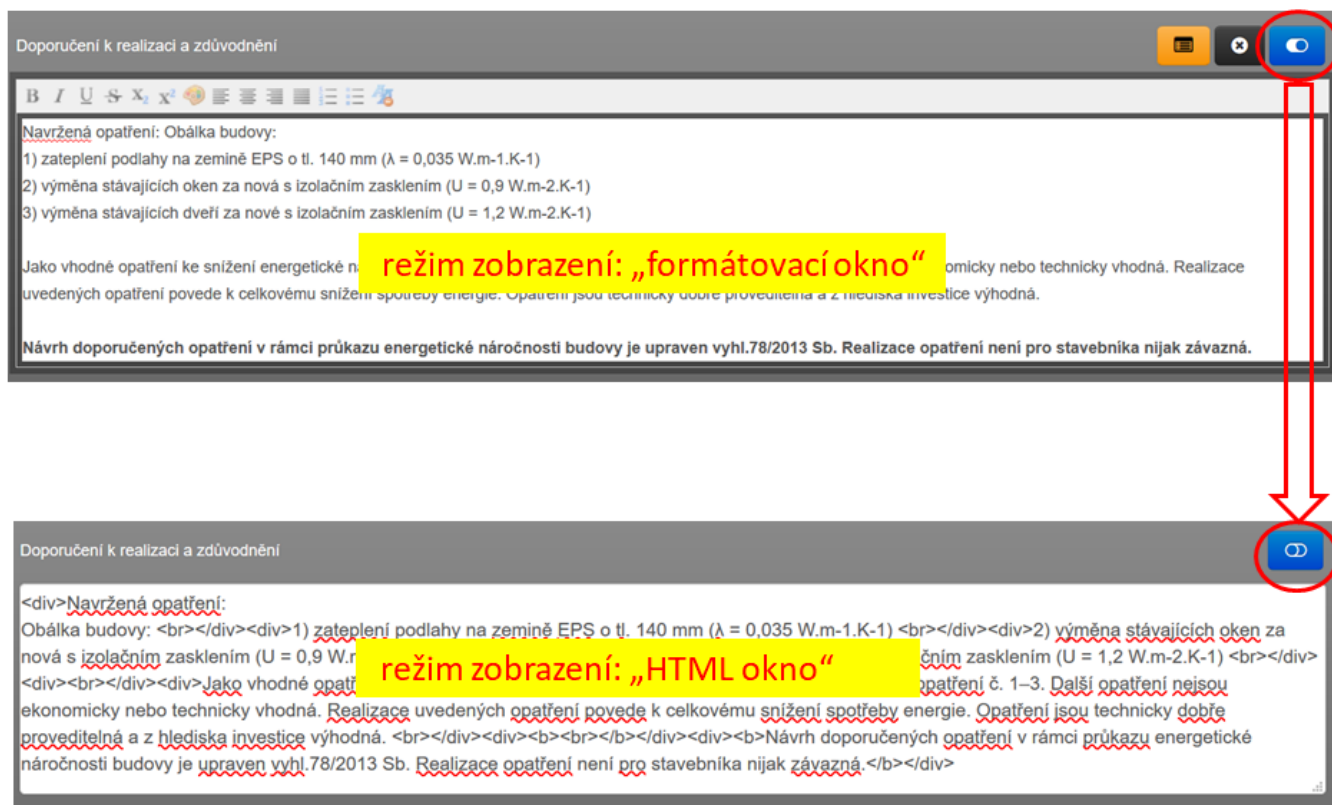 Doporučení k realizaci a zdůvodnění
B I U S X2 x2
Navržená opatření: Obálka budovy:
1) zateplení podlahy na zemině EPS o tl. 140 mm (λ = 0,035 W.m-1.K-1)
2) výměna stávajících oken za nová s izolačním zasklením (U = 0,9 W.m-2.K-1)
3) výměna stávajících dveří za nové s izolačním zasklením (U = 1,2 W.m-2.K-1)
Jako vhodné opatření ke snížení energetické omicky nebo technicky vhodná. Realizace
režim zobrazení: „formátovací okno“
uvedených opatření povede k celkovému snížení spotřeby energie. Opatření jsou technicky dobře proveditelná a z hlediska investice výhodná.
Návrh doporučených opatření v rámci průkazu energetické náročnosti budovy je upraven vyhl.78/2013 Sb. Realizace opatření není pro stavebníka nijak závazná.
Doporučení k realizaci a zdůvodnění
<div>Navržená opatření:
Obálka budovy: <br></div><div>1) zateplení podlahy na zemině EPS o tl. 140 mm (λ = 0,035 W.m-1.K-1) <br></div><div>2) výměna stávajících oken za
nová s izolačním zasklením (U = 0,9 W.r čním zasklením (U = 1,2 W.m-2.K-1) <br></div>
režim zobrazení: „HTML okno“
<div><br></div><div>Jako vhodné opatř opatření č. 1–3. Další opatření nejsou
ekonomicky nebo technicky vhodná. Realizace uvedených opatření povede k celkovému snížení spotřeby energie. Opatření jsou technicky dobře
proveditelná a z hlediska investice výhodná. <br></div><div><b><br></b></div><div><b>Návrh doporučených opatření v rámci průkazu energetické
náročnosti budovy je upraven vyhl.78/2013 Sb. Realizace opatření není pro stavebníka nijak závazná.</b></div>